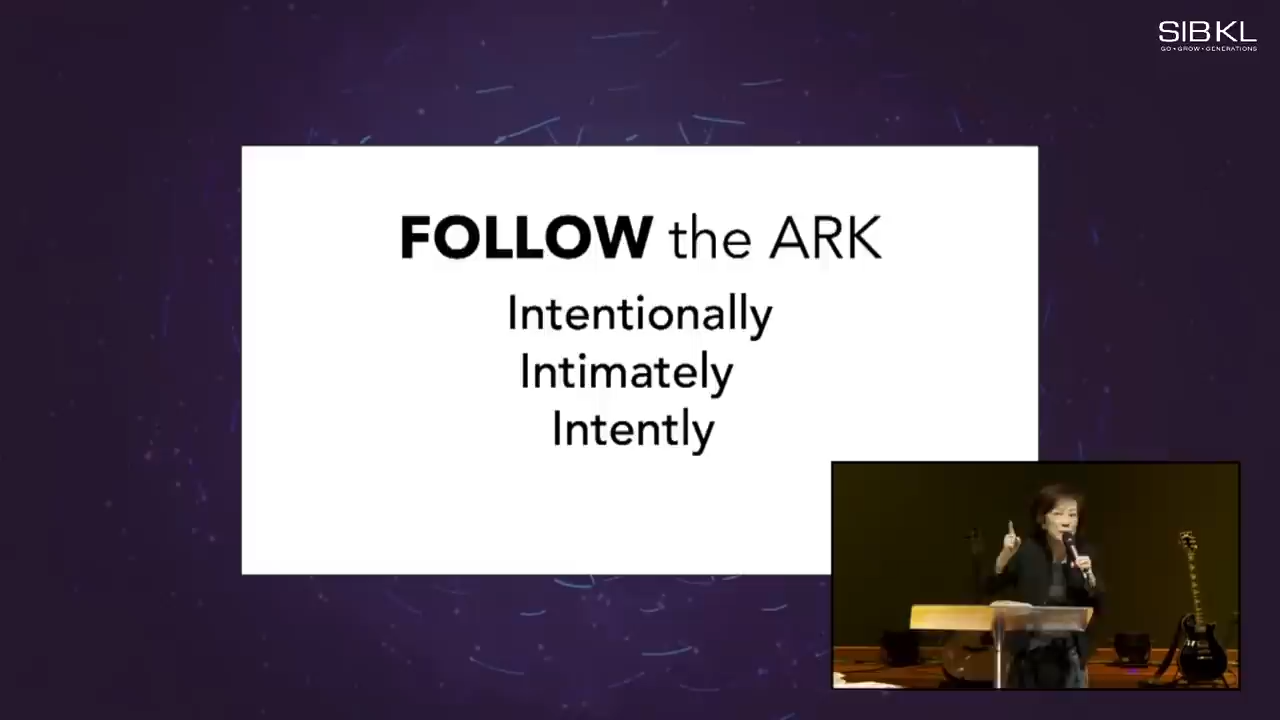 SIBKL
GO • GROW • GENERATIONS
FOLLOW the ARK
Intentionally
Intimately
Intently